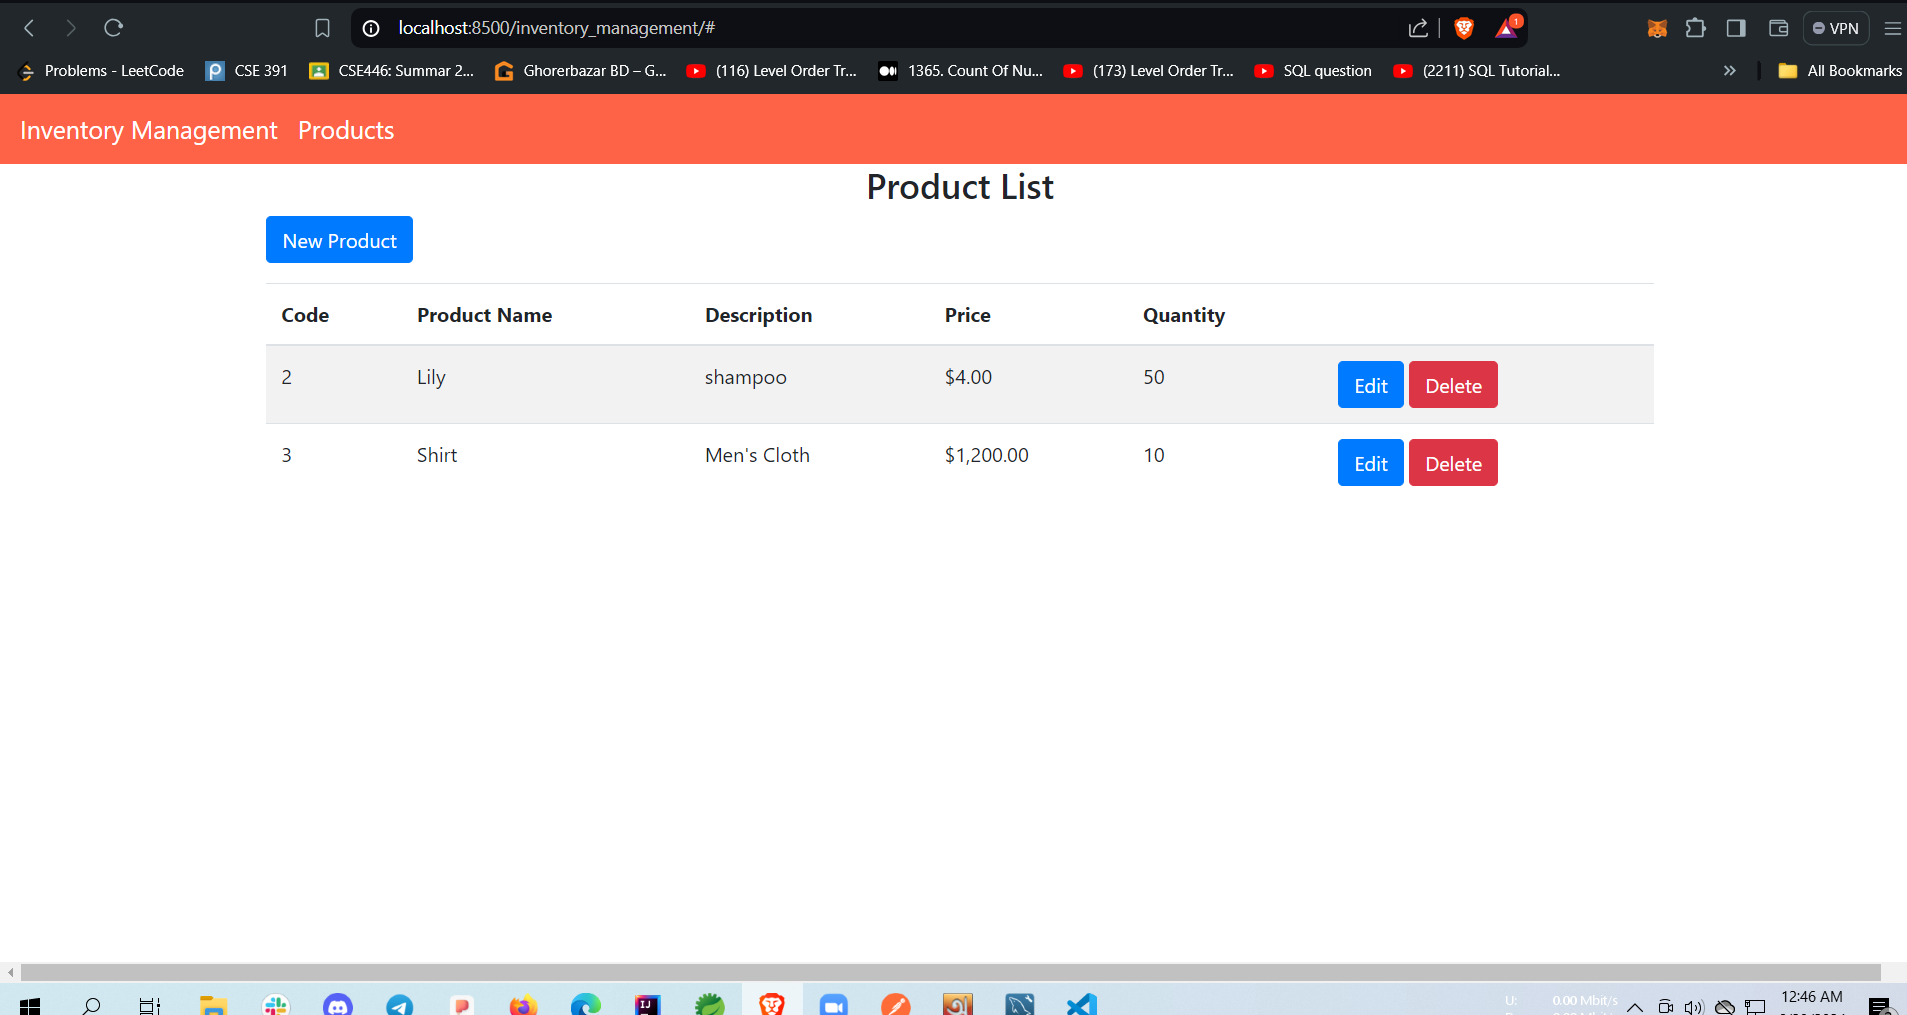 localhost:8500/inventory_management/#
1
VPN
Problems - LeetCode CSE 391 CSE446: Summar 2... Ghorerbazar BD – G... (116) Level Order Tr... 1365. Count Of Nu... (173) Level Order Tr... SQL question (2211) SQL Tutorial... » All Bookmarks
Inventory Management Products
Product List
New Product
Code Product Name Description Price Quantity
2 Lily shampoo $4.00 50 Edit Delete
3 Shirt Men's Cloth $1,200.00 10 Edit Delete
U: 0.00 Mbit/s
12:46 AM